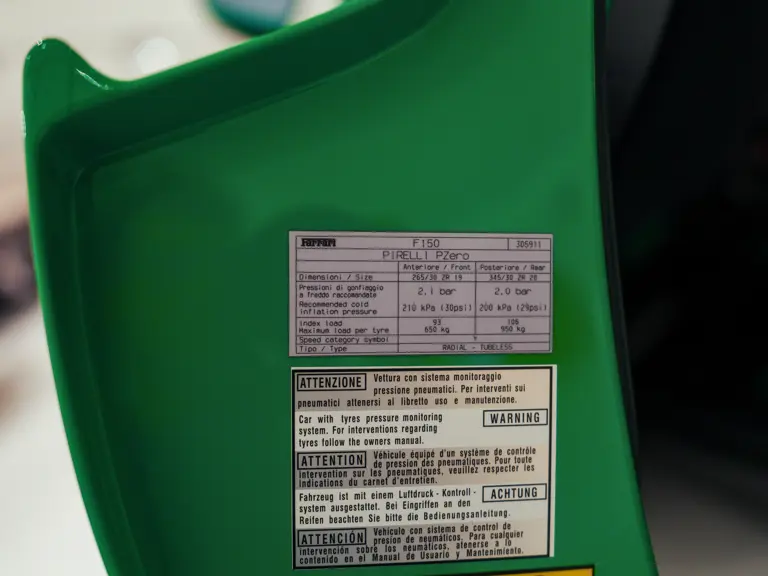 Ferrari F150 305911
PIRELLI PZero
Anteriore / Front Posteriore / Rear
Dimensioni / Size 265/30 ZR 19 345/30 ZR 20
Pressioni di gonfiaggio
a freddo raccomandate 2,1 bar 2,0 bar
Recommended cold
inflation pressure 210 kPa (30psi) 200 kPa (29psi)
Index load 93 106
Maximum load per tyre 650 kg 950 kg
Speed category symbol Y
Tipo / Type RADIAL - TUBELESS
ATTENZIONE Vettura con sistema monitoraggio
pressione pneumatici. Per interventi sui
pneumatici attenersi al libretto uso e manutenzione.
Car with tyres pressure monitoring WARNING
system. For interventions regarding
tyres follow the owners manual.
ATTENTION Véhicule équipé d'un système de contrôle
de pression des pneumatiques. Pour toute
intervention sur les pneumatiques, veuillez respecter les
indications du carnet d'entretien.
Fahrzeug ist mit einem Luftdruck - Kontroll - ACHTUNG
system ausgestattet. Bei Eingriffen an den
Reifen beachten Sie bitte die Bedienungsanleitung.
ATENCIÓN Vehículo con sistema de control de
presion de neumáticos. Para cualquier
intervención sobre los neumáticos, atenerse a lo
contenido en el Manual de Usuario y Mantenimiento.